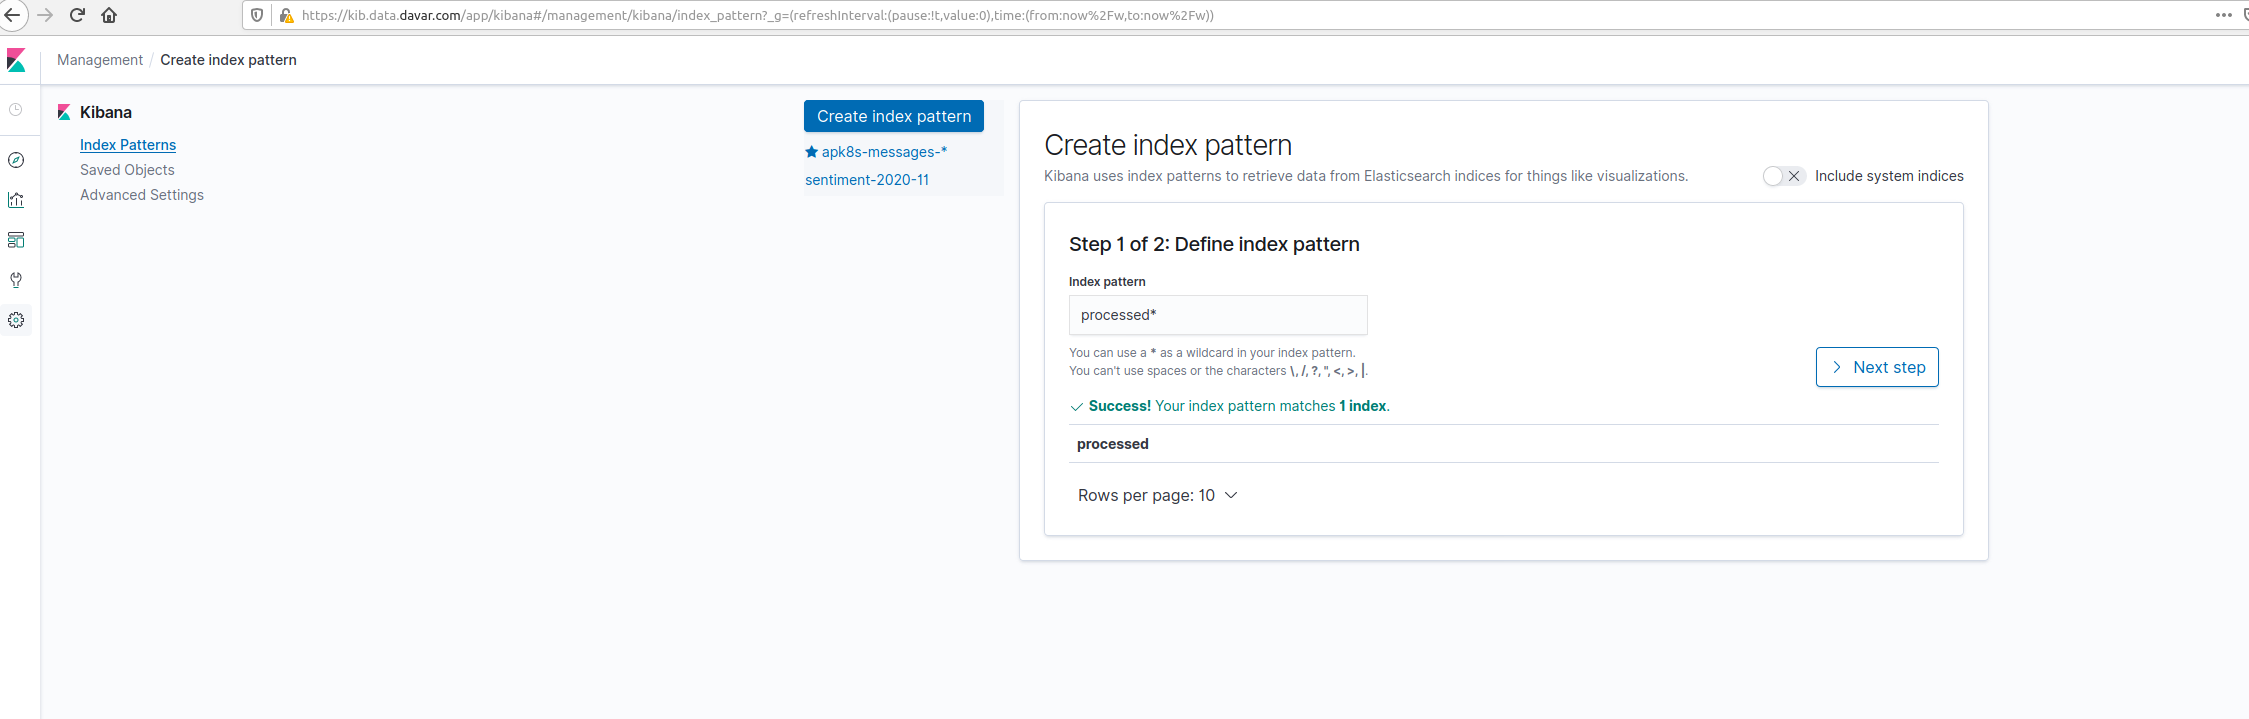 https://kib.data.davar.com/app/kibana#/management/kibana/index_pattern?_g=(refreshInterval:(pause:!t,value:0),time:(from:now%2Fw,to:now%2Fw))
Management / Create index pattern
Kibana
Index Patterns
Saved Objects
Advanced Settings
Create index pattern
apk8s-messages-*
sentiment-2020-11
Create index pattern
Kibana uses index patterns to retrieve data from Elasticsearch indices for things like visualizations.
Include system indices
Step 1 of 2: Define index pattern
Index pattern
processed*
You can use a * as a wildcard in your index pattern.
You can't use spaces or the characters \, /, ?, ", <, >, |.
Next step
Success! Your index pattern matches 1 index.
processed
Rows per page: 10